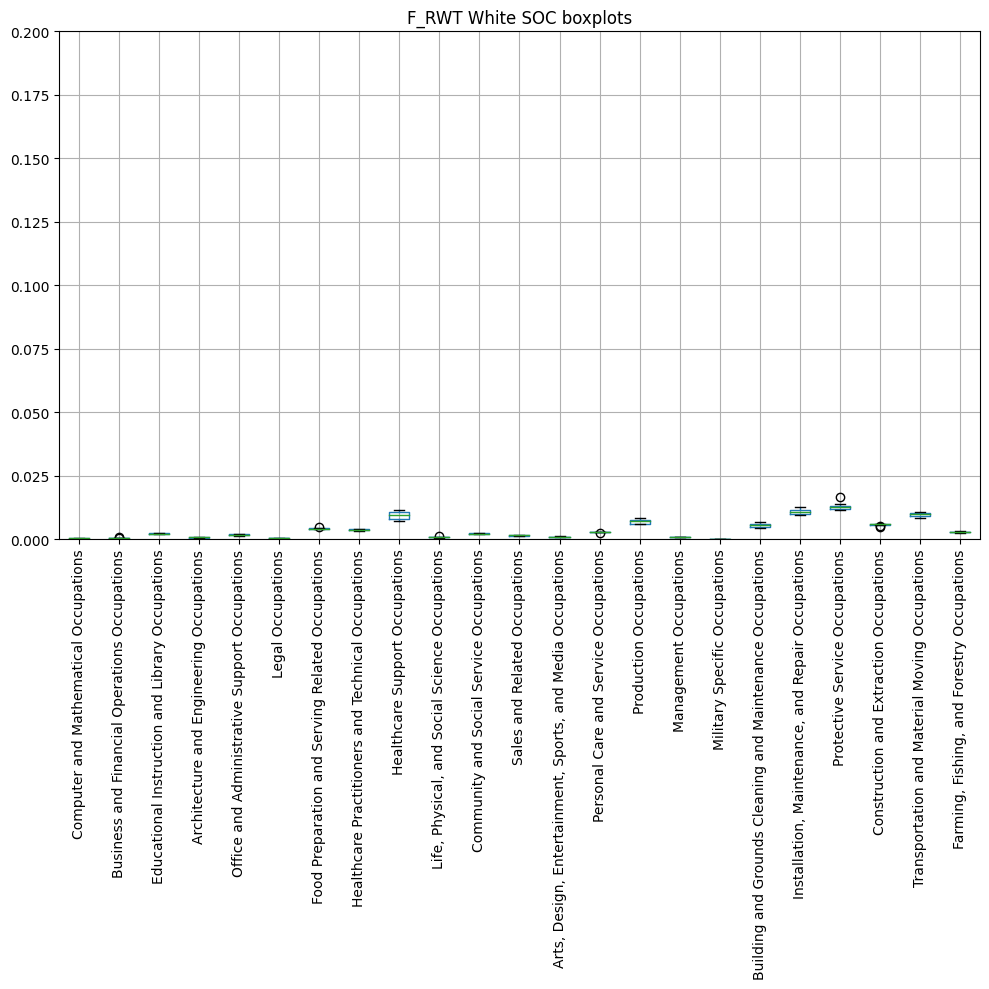 F_RWT White SOC boxplots
0.200
0.175
0.150
0.125
0.100
0.075
0.050
0.025
0.000
Computer and Mathematical Occupations
Business and Financial Operations Occupations
Educational Instruction and Library Occupations
Architecture and Engineering Occupations
Office and Administrative Support Occupations
Legal Occupations
Food Preparation and Serving Related Occupations
Healthcare Practitioners and Technical Occupations
Healthcare Support Occupations
Life, Physical, and Social Science Occupations
Community and Social Service Occupations
Sales and Related Occupations
Arts, Design, Entertainment, Sports, and Media Occupations
Personal Care and Service Occupations
Production Occupations
Management Occupations
Military Specific Occupations
Building and Grounds Cleaning and Maintenance Occupations
Installation, Maintenance, and Repair Occupations
Protective Service Occupations
Construction and Extraction Occupations
Transportation and Material Moving Occupations
Farming, Fishing, and Forestry Occupations